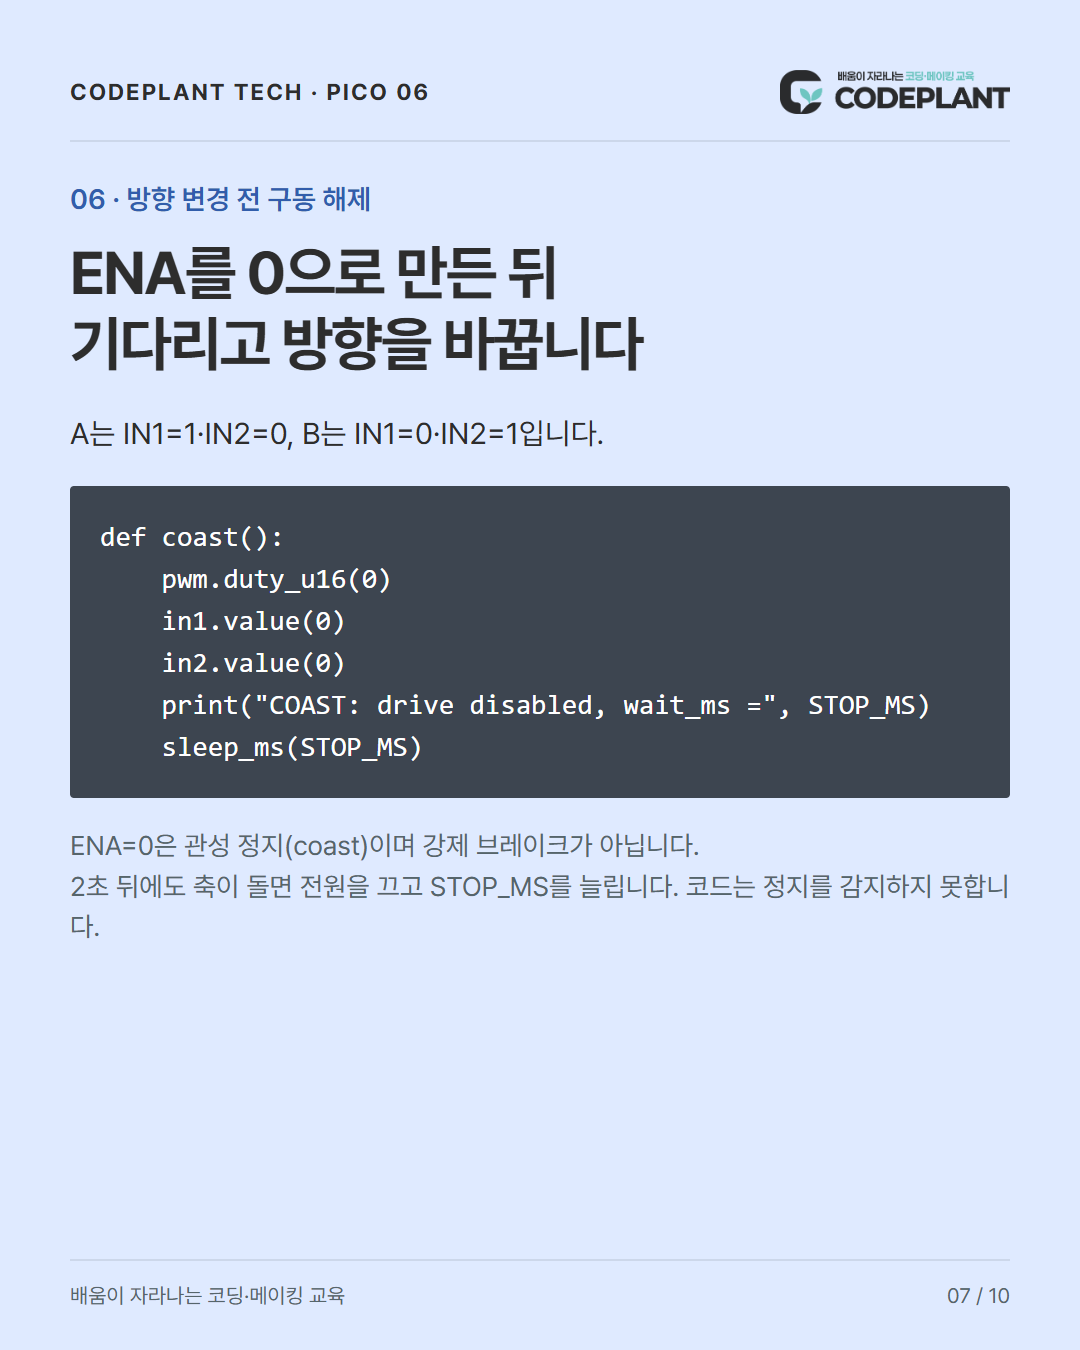 CODEPLANT TECH · PICO 06
배움이 자라나는 코딩·메이킹 교육
CODEPLANT
06 · 방향 변경 전 구동 해제
ENA를 0으로 만든 뒤
기다리고 방향을 바꿉니다
A는 IN1=1·IN2=0, B는 IN1=0·IN2=1입니다.
def coast():
    pwm.duty_u16(0)
    in1.value(0)
    in2.value(0)
    print("COAST: drive disabled, wait_ms =", STOP_MS)
    sleep_ms(STOP_MS)
ENA=0은 관성 정지(coast)이며 강제 브레이크가 아닙니다.
2초 뒤에도 축이 돌면 전원을 끄고 STOP_MS를 늘립니다. 코드는 정지를 감지하지 못합니
다.
배움이 자라나는 코딩·메이킹 교육
07 / 10